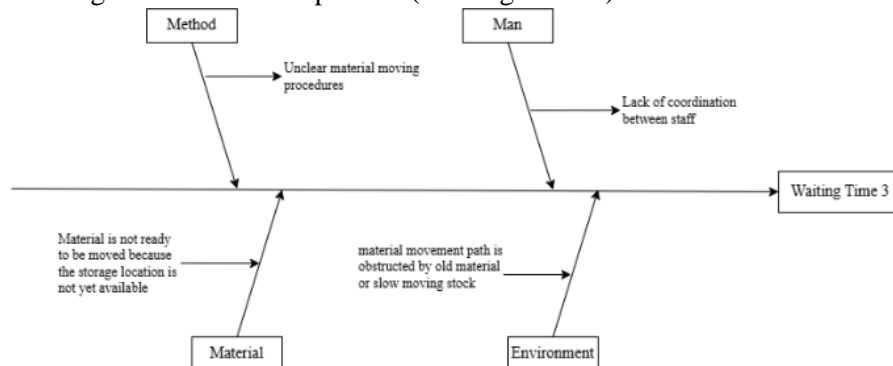 Method
Man
Unclear material moving
procedures
Lack of coordination
between staff
Waiting Time 3
Material is not ready
to be moved because
the storage location is
not yet available
material movement path is
obstructed by old material
or slow moving stock
Material
Environment